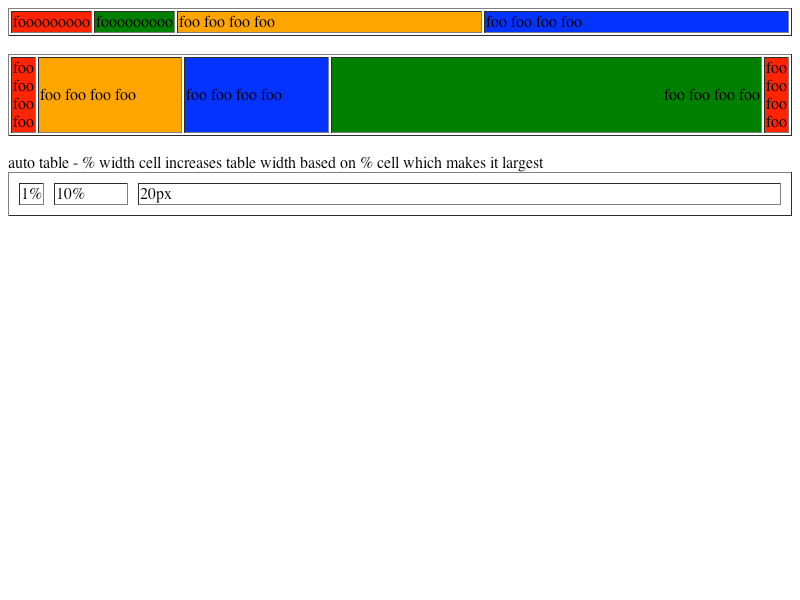 fooooooooo fooooooooo foo foo foo foo foo foo foo foo
foo foo foo foo foo foo foo foo foo foo foo foo foo foo foo foo foo foo foo foo
auto table - % width cell increases table width based on % cell which makes it largest
1% 10% 20px